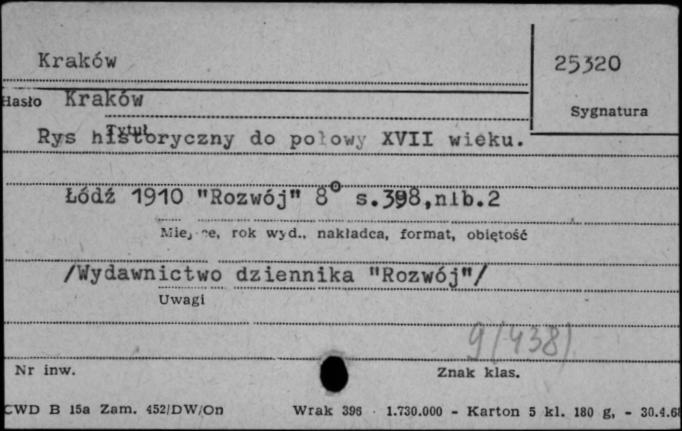 Kraków
25320
Hasło Kraków
Sygnatura
Tytuł
Rys historyczny do połowy XVII wieku.
Łódź 1910 "Rozwój" 8° s.398,nlb.2
Miejsce, rok wyd., nakładca, format, objętość
/Wydawnictwo dziennika "Rozwój"/
Uwagi
9(438)
Nr inw.
Znak klas.
CWD B 15a Zam. 452/DW/On Wrak 396 1.730.000 - Karton 5 kl. 180 g, - 30.4.6